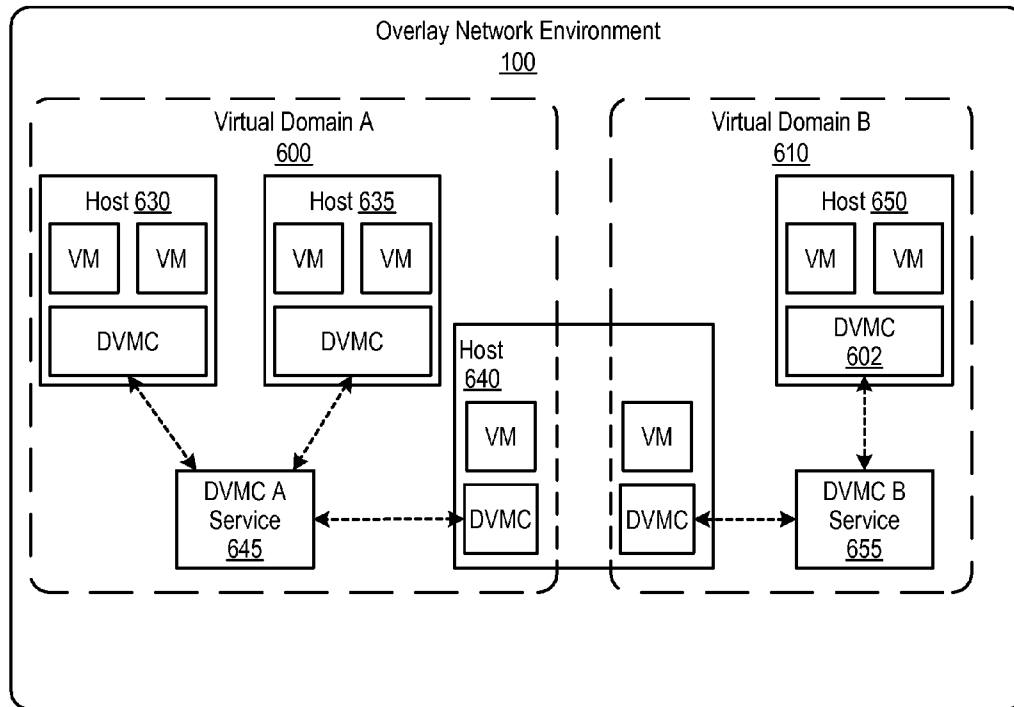 Overlay Network Environment
100
Virtual Domain A
600
Virtual Domain B
610
Host 630
VM VM
DVMC
Host 635
VM VM
DVMC
Host 650
VM VM
DVMC
602
Host
640
VM
DVMC
VM
DVMC
DVMC A
Service
645
DVMC B
Service
655